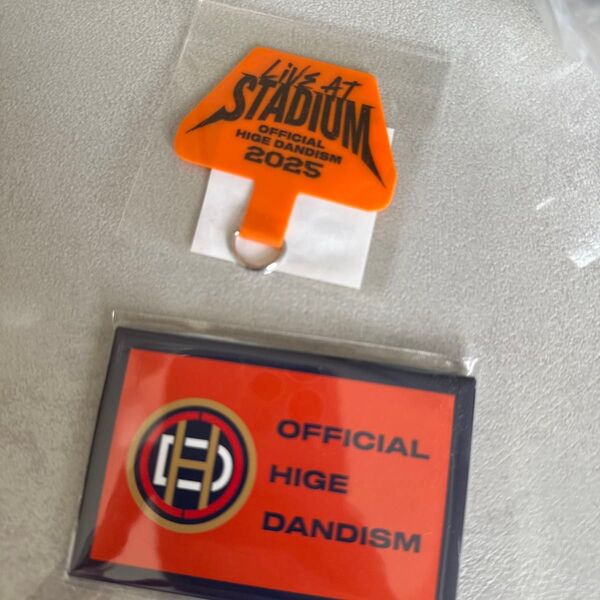 LiVE AT
STADIUM
OFFICIAL
HIGE DANDISM
2025
OFFICIAL
HIGE
DANDISM